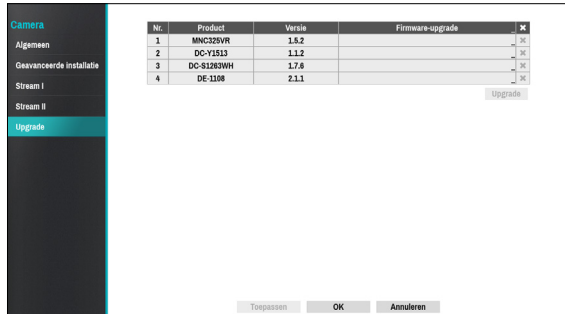 Camera
Algemeen
Geavanceerde installatie
Stream I
Stream II
Upgrade
Nr. Product Versie Firmware-upgrade
1 MNC325VR 1.5.2
2 DC-Y1513 1.1.2
3 DC-S1263WH 1.7.6
4 DE-1108 2.1.1
Upgrade
Toepassen OK Annuleren